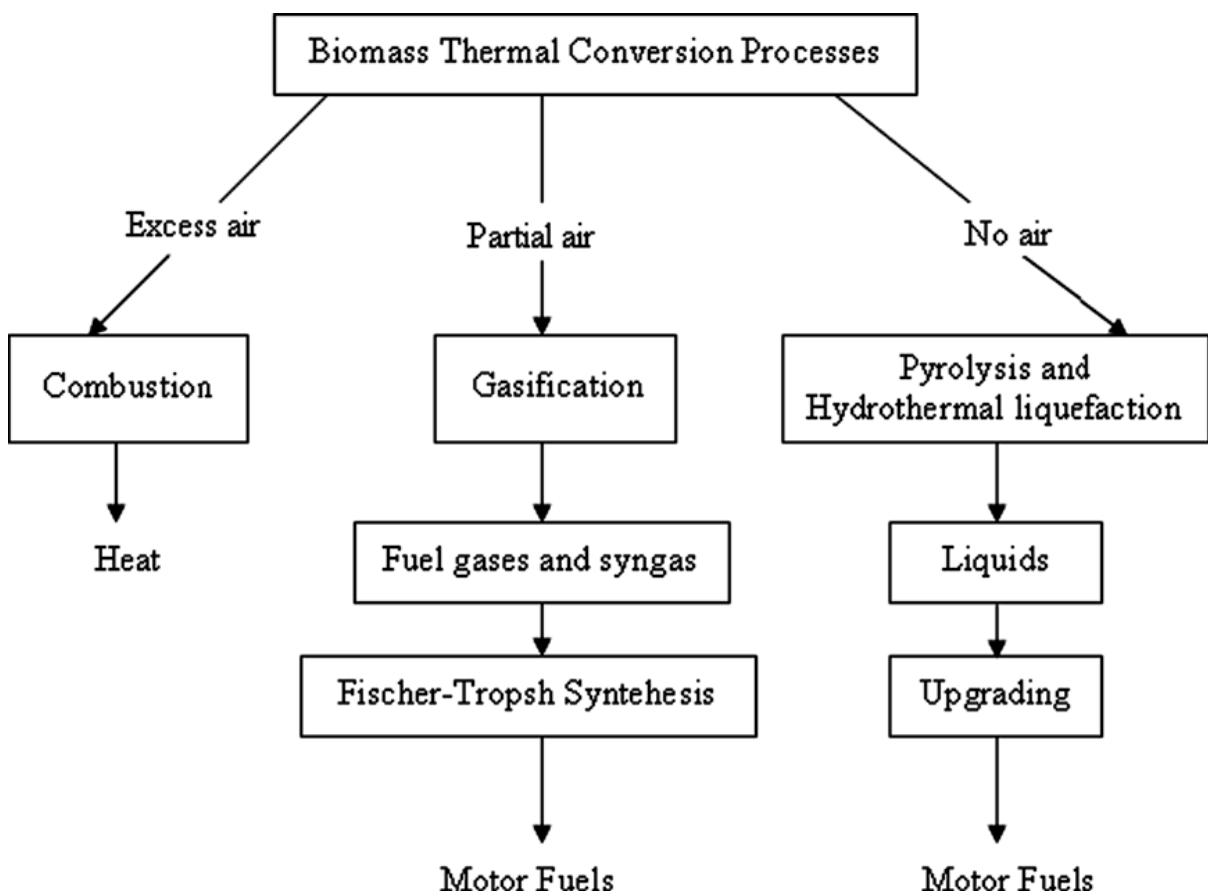 Biomass Thermal Conversion Processes
Excess air
Partial air
No air
Combustion
Gasification
Pyrolysis and
Hydrothermal liquefaction
Heat
Fuel gases and syngas
Liquids
Fischer-Tropsh Syntehesis
Upgrading
Motor Fuels
Motor Fuels